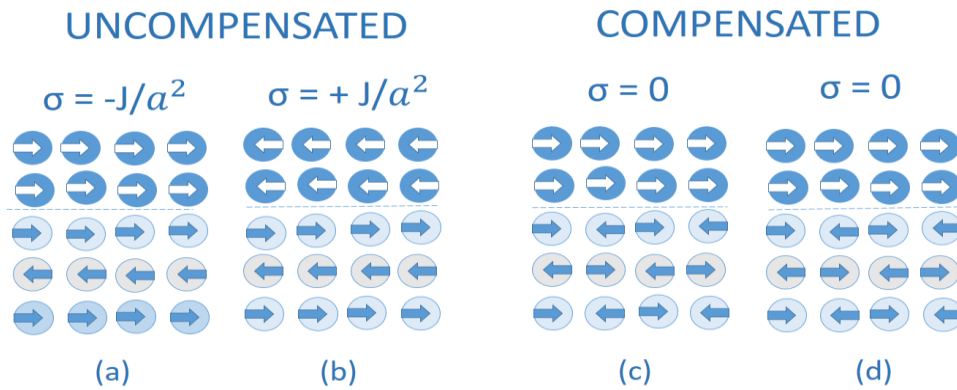 UNCOMPENSATED
COMPENSATED
σ = -J/a²
σ = + J/a²
σ = 0
σ = 0
(a)
(b)
(c)
(d)